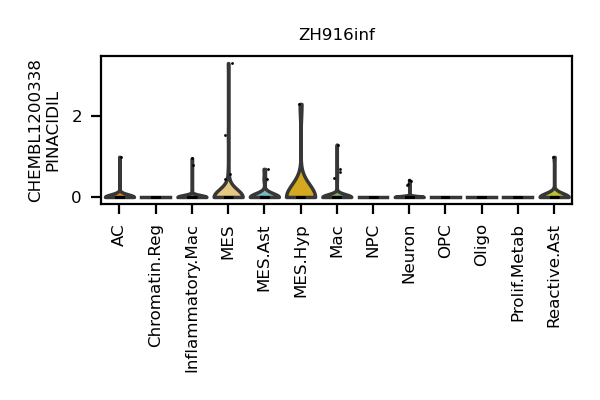 ZH916inf
CHEMBL1200338
PINACIDIL
2
0
AC
Chromatin.Reg
Inflammatory.Mac
MES
MES.Ast
MES.Hyp
Mac
NPC
Neuron
OPC
Oligo
Prolif.Metab
Reactive.Ast